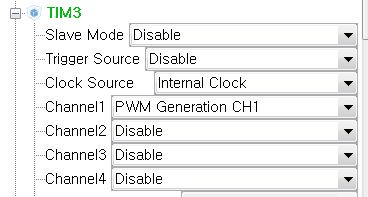 TIM3
Slave Mode Disable
Trigger Source Disable
Clock Source Internal Clock
Channel1 PWM Generation CH1
Channel2 Disable
Channel3 Disable
Channel4 Disable